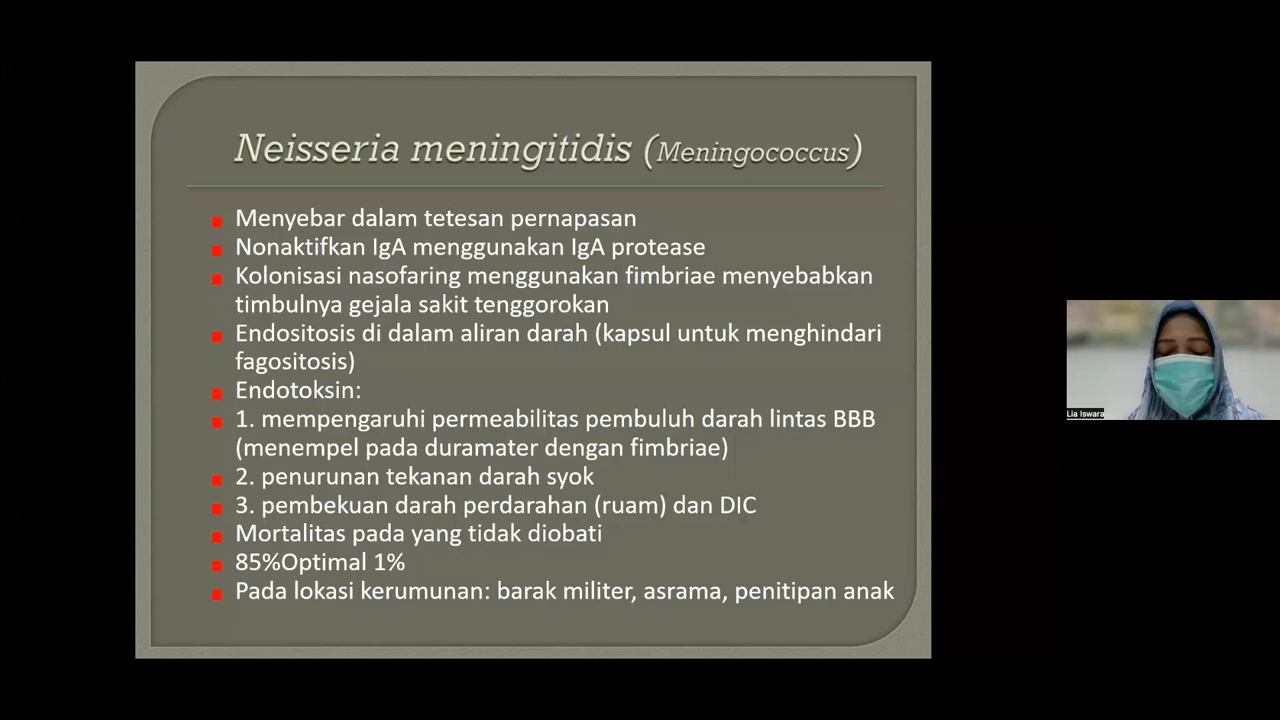 Neisseria meningitidis (Meningococcus)
Menyebar dalam tetesan pernapasan
Nonaktifkan IgA menggunakan IgA protease
Kolonisasi nasofaring menggunakan fimbriae menyebabkan
timbulnya gejala sakit tenggorokan
Endositosis di dalam aliran darah (kapsul untuk menghindari
fagositosis)
Endotoksin:
1. mempengaruhi permeabilitas pembuluh darah lintas BBB
(menempel pada duramater dengan fimbriae)
2. penurunan tekanan darah syok
3. pembekuan darah perdarahan (ruam) dan DIC
Mortalitas pada yang tidak diobati
85%Optimal 1%
Pada lokasi kerumunan: barak militer, asrama, penitipan anak
Lia Iswara